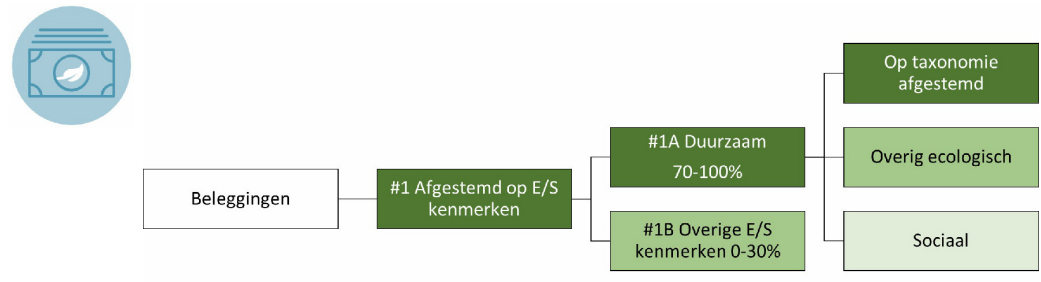 Beleggingen
#1 Afgestemd op E/S
kenmerken
#1A Duurzaam
70-100%
#1B Overige E/S
kenmerken 0-30%
Op taxonomie
afgestemd
Overig ecologisch
Sociaal